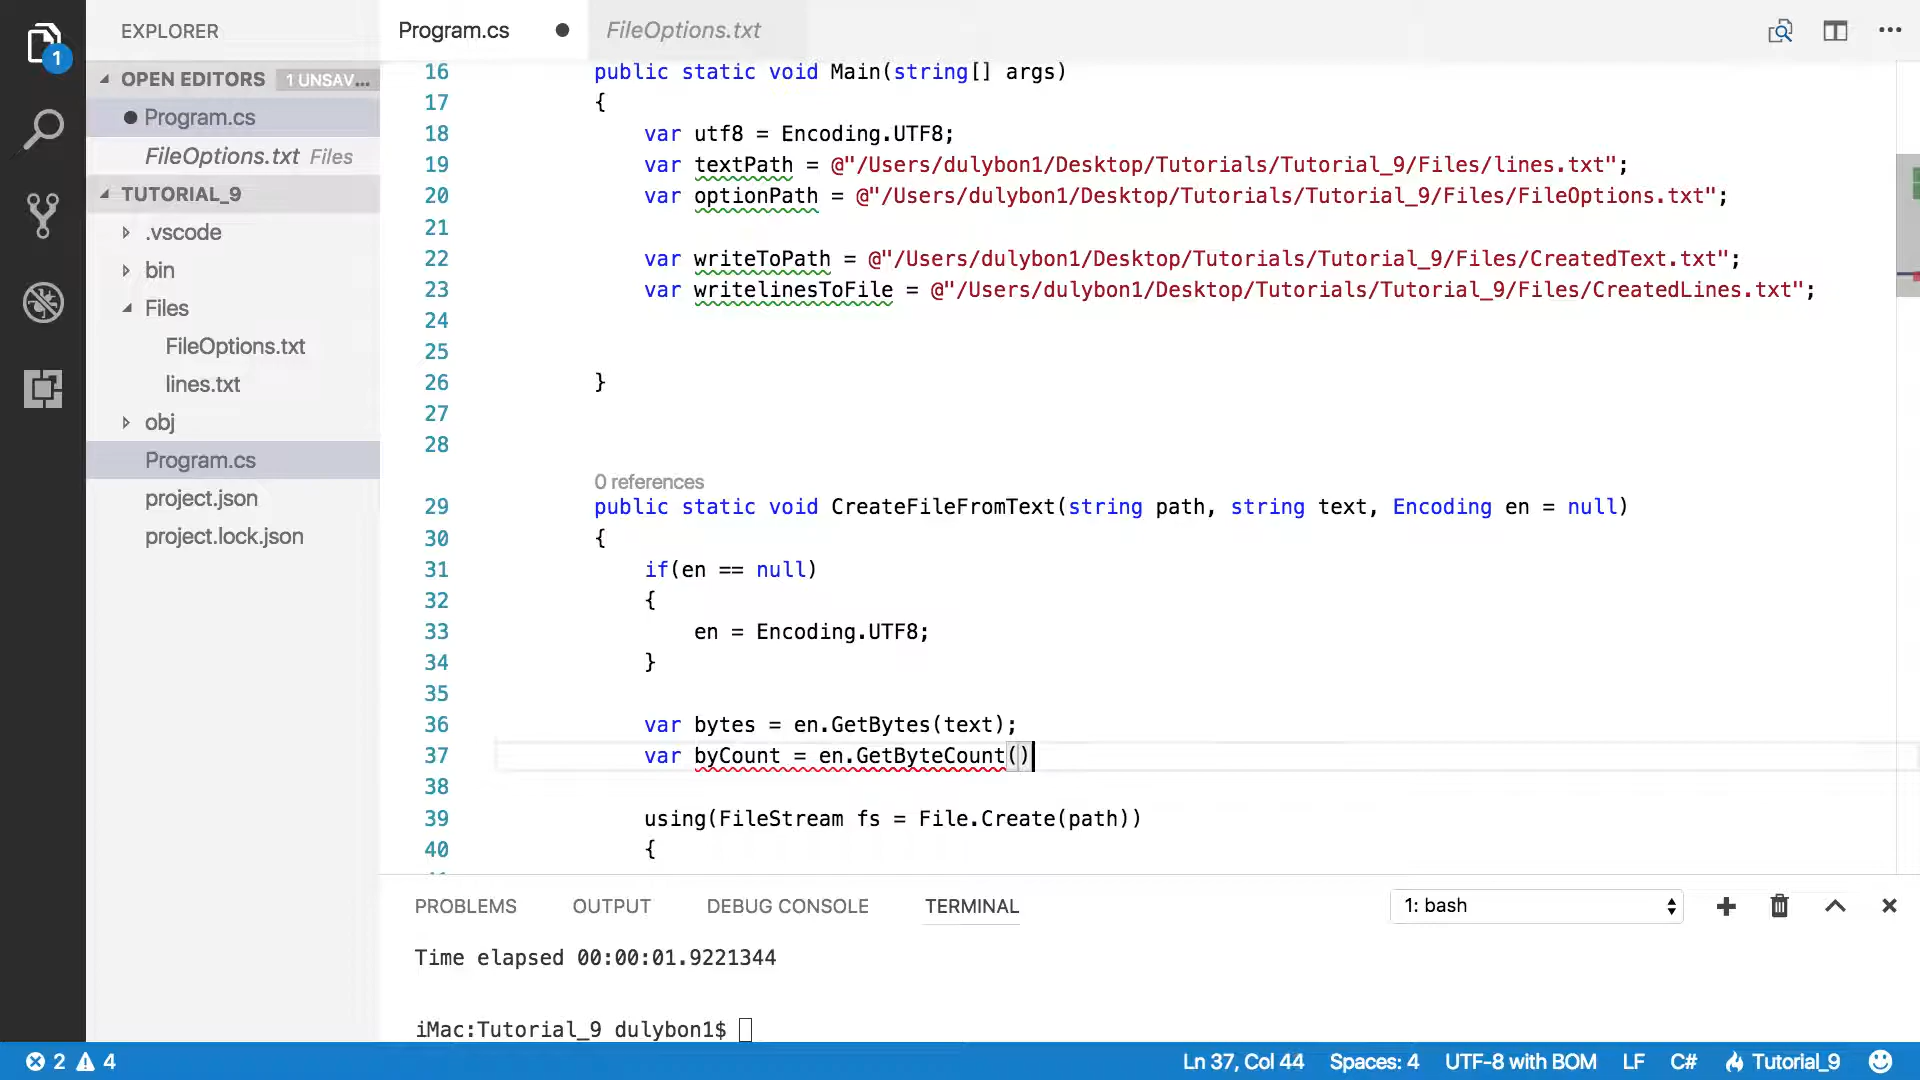 EXPLORER
Program.cs
FileOptions.txt
1
OPEN EDITORS
1 UNSAV...
Program.cs
FileOptions.txt Files
TUTORIAL_9
.vscode
bin
Files
FileOptions.txt
lines.txt
obj
Program.cs
project.json
project.lock.json
16 public static void Main(string[] args)
17 {
18 var utf8 = Encoding.UTF8;
19 var textPath = @"/Users/dulybon1/Desktop/Tutorials/Tutorial_9/Files/lines.txt";
20 var optionPath = @"/Users/dulybon1/Desktop/Tutorials/Tutorial_9/Files/FileOptions.txt";
21
22 var writeToPath = @"/Users/dulybon1/Desktop/Tutorials/Tutorial_9/Files/CreatedText.txt";
23 var writelinesToFile = @"/Users/dulybon1/Desktop/Tutorials/Tutorial_9/Files/CreatedLines.txt";
24
25
26 }
27
28
0 references
29 public static void CreateFileFromText(string path, string text, Encoding en = null)
30 {
31 if(en == null)
32 {
33 en = Encoding.UTF8;
34 }
35
36 var bytes = en.GetBytes(text);
37 var byCount = en.GetByteCount()
38
39 using(FileStream fs = File.Create(path))
40 {
PROBLEMS OUTPUT DEBUG CONSOLE TERMINAL
1: bash
Time elapsed 00:00:01.9221344
iMac:Tutorial_9 dulybon1$
2 4
Ln 37, Col 44 Spaces: 4 UTF-8 with BOM LF C# Tutorial_9